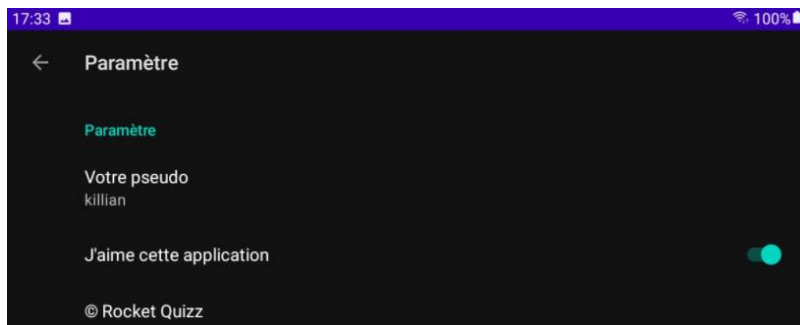 17:33 100%
Paramètre
Paramètre
Votre pseudo
killian
J'aime cette application
© Rocket Quizz